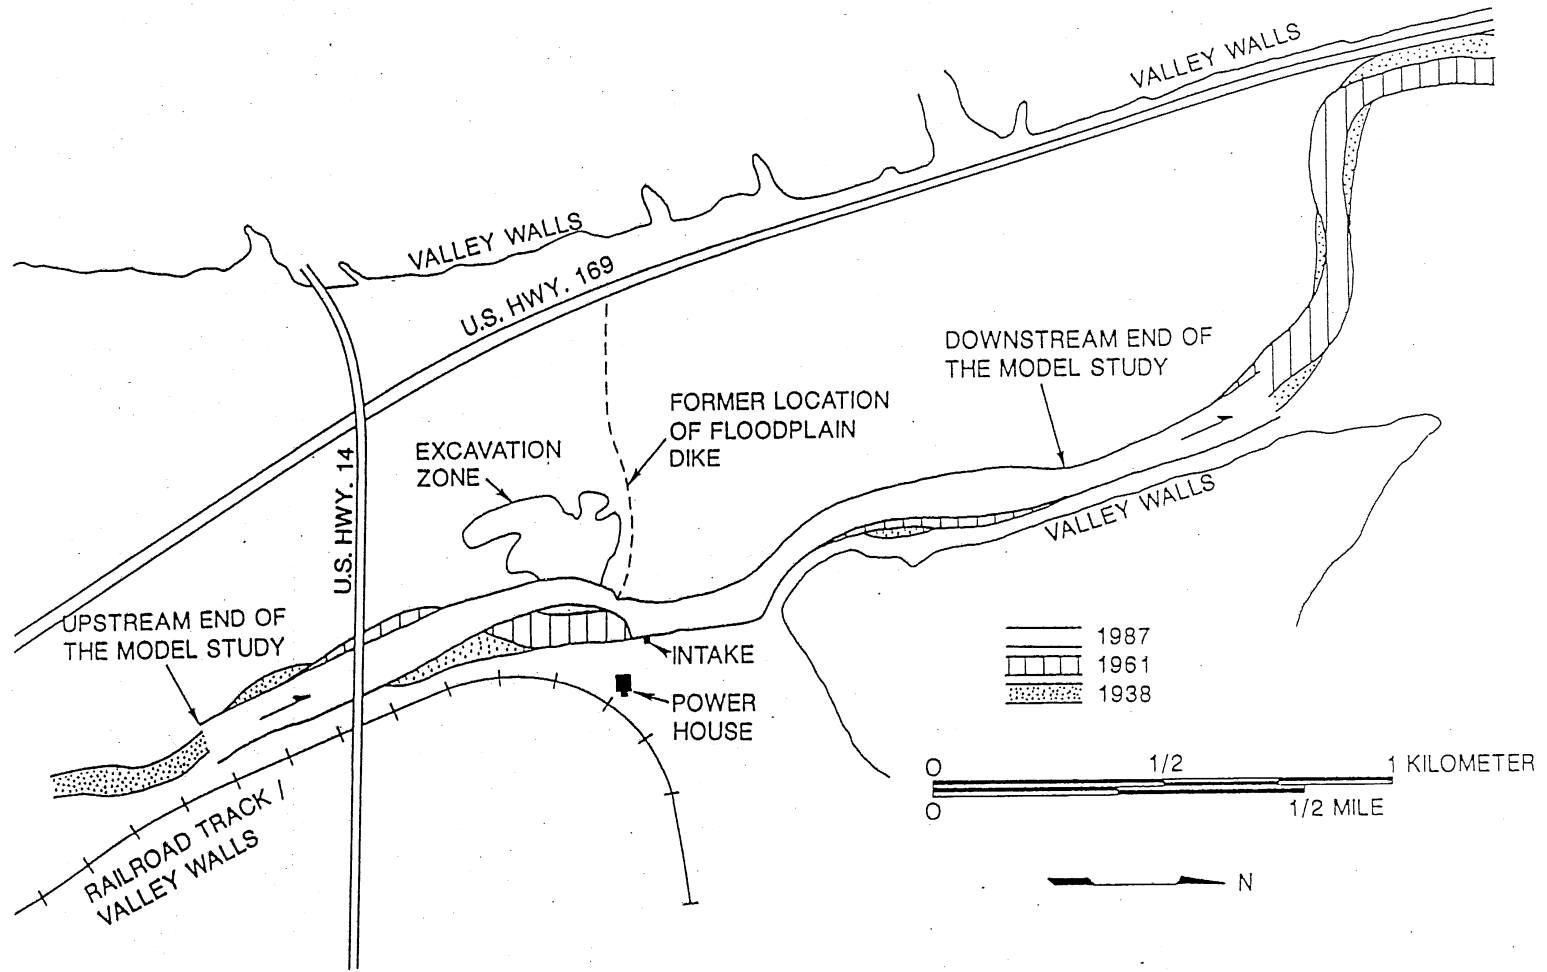 VALLEY WALLS
VALLEY WALLS
U.S. HWY. 169
DOWNSTREAM END OF
THE MODEL STUDY
FORMER LOCATION
OF FLOODPLAIN
DIKE
EXCAVATION
ZONE
U.S. HWY. 14
VALLEY WALLS
UPSTREAM END OF
THE MODEL STUDY
INTAKE
POWER
HOUSE
1987
1961
1938
0 1/2 1 KILOMETER
0 1/2 MILE
RAILROAD TRACK /
VALLEY WALLS
N